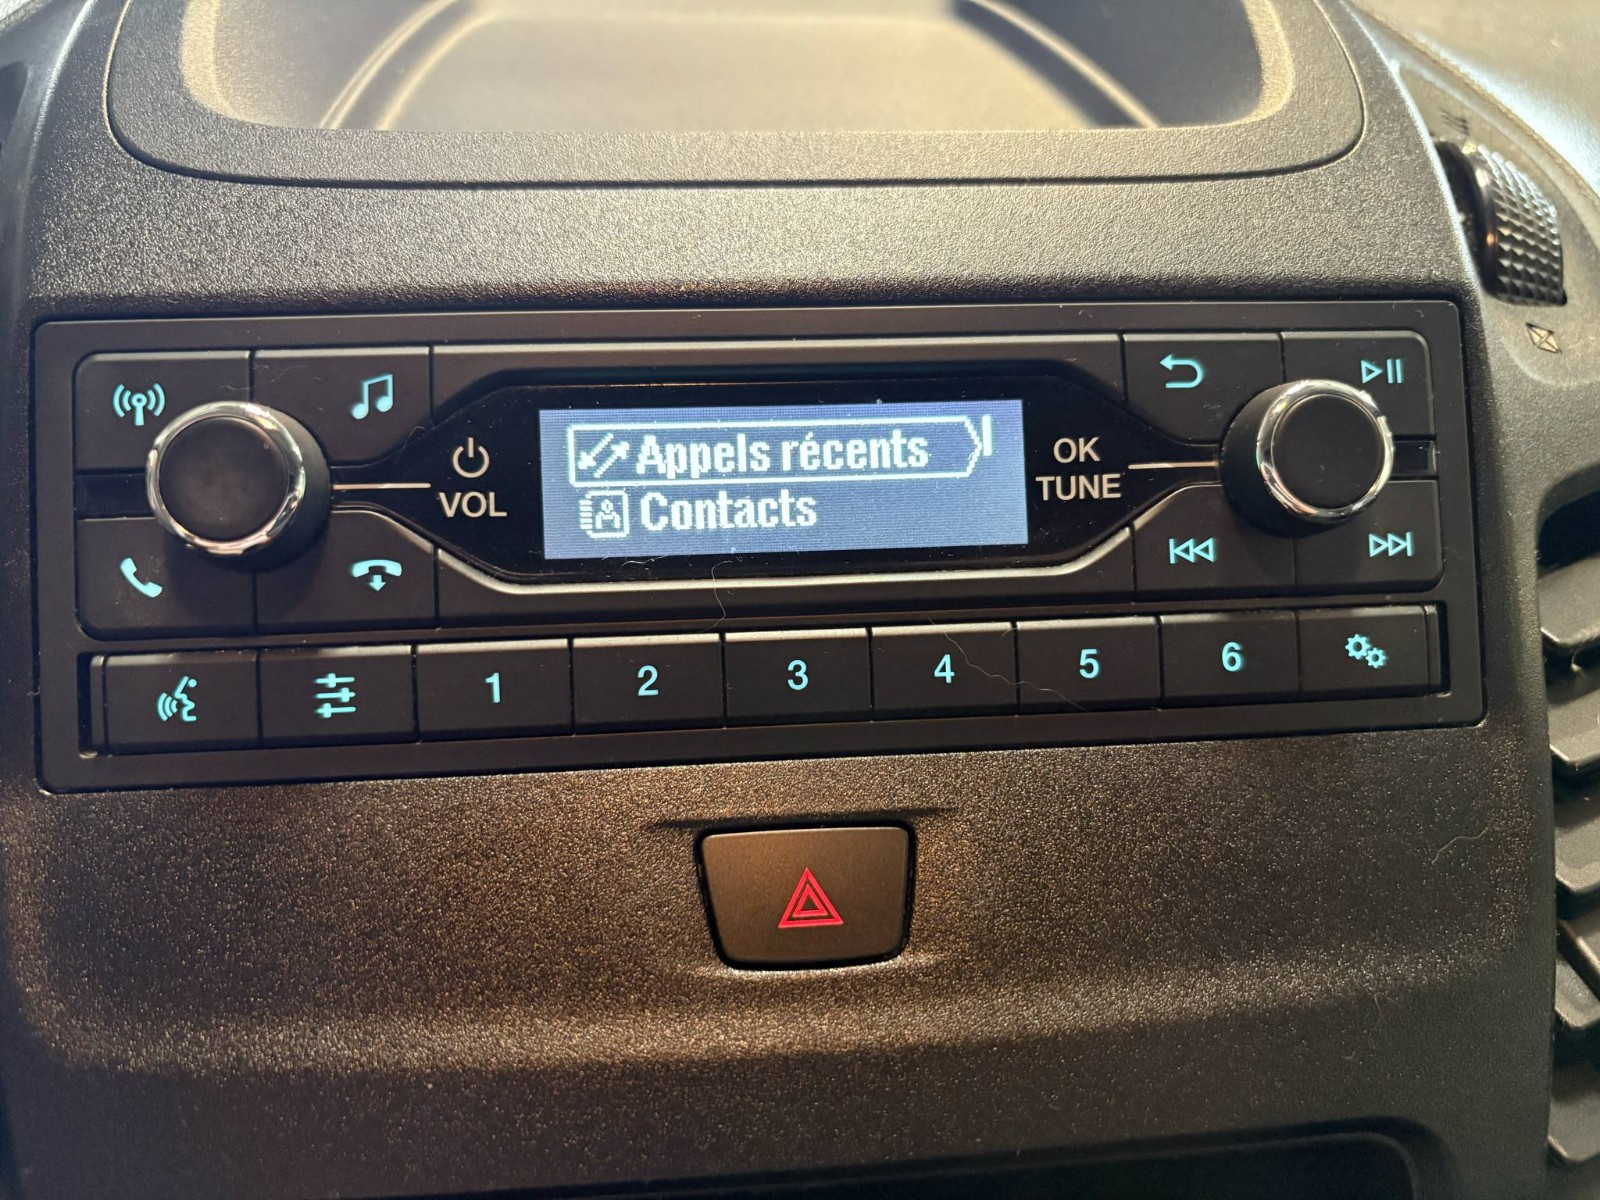 VOL
Appels récents
Contacts
OK
TUNE
1 2 3 4 5 6